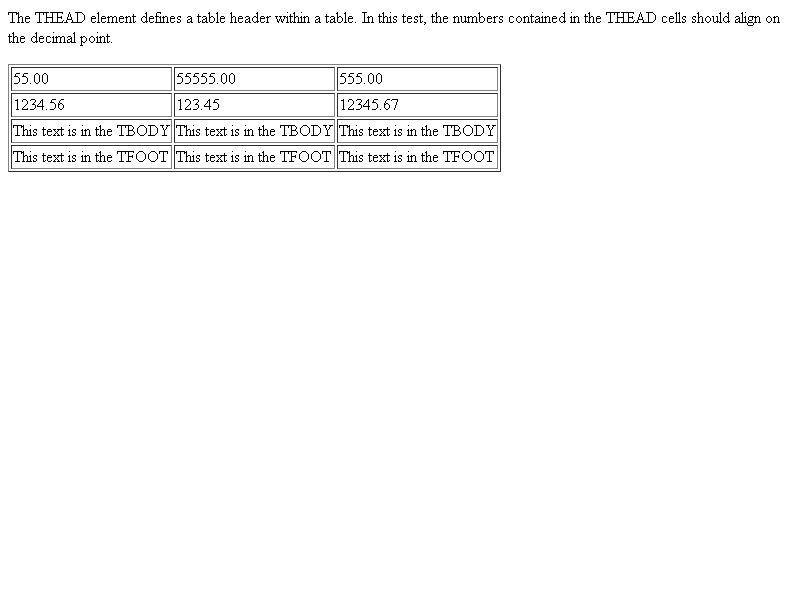 The THEAD element defines a table header within a table. In this test, the numbers contained in the THEAD cells should align on
the decimal point.
55.00 55555.00 555.00
1234.56 123.45 12345.67
This text is in the TBODY This text is in the TBODY This text is in the TBODY
This text is in the TFOOT This text is in the TFOOT This text is in the TFOOT